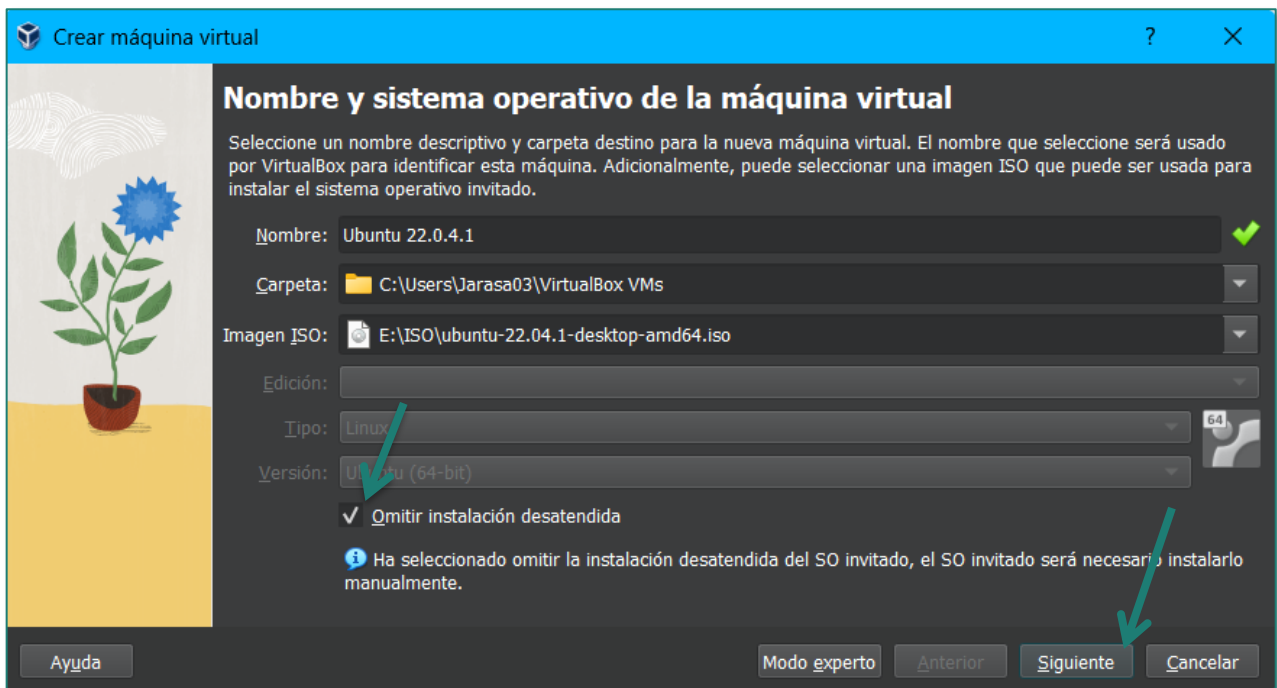 Crear máquina virtual
?
Nombre y sistema operativo de la máquina virtual
Seleccione un nombre descriptivo y carpeta destino para la nueva máquina virtual. El nombre que seleccione será usado
por VirtualBox para identificar esta máquina. Adicionalmente, puede seleccionar una imagen ISO que puede ser usada para
instalar el sistema operativo invitado.
Nombre: Ubuntu 22.0.4.1
Carpeta: C:\Users\Jarasa03\VirtualBox VMs
Imagen ISO: E:\ISO\ubuntu-22.04.1-desktop-amd64.iso
Edición:
Tipo: Linux
64
Versión: Ubuntu (64-bit)
Omitir instalación desatendida
Ha seleccionado omitir la instalación desatendida del SO invitado, el SO invitado será necesario instalarlo
manualmente.
Ayuda Modo experto Anterior Siguiente Cancelar